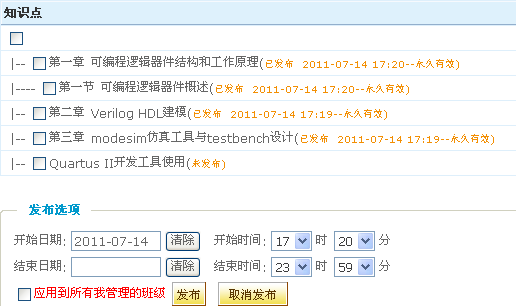 知识点
|-- 第一章 可编程逻辑器件结构和工作原理(已发布 2011-07-14 17:20--永久有效)
|---- 第一节 可编程逻辑器件概述(已发布 2011-07-14 17:20--永久有效)
|-- 第二章 Verilog HDL建模(已发布 2011-07-14 17:19--永久有效)
|-- 第三章 modesim仿真工具与testbench设计(已发布 2011-07-14 17:19--永久有效)
|-- Quartus II开发工具使用(未发布)
发布选项
开始日期: 2011-07-14 清除 开始时间: 17 时 20 分
结束日期: 清除 结束时间: 23 时 59 分
应用到所有我管理的班级 发布 取消发布